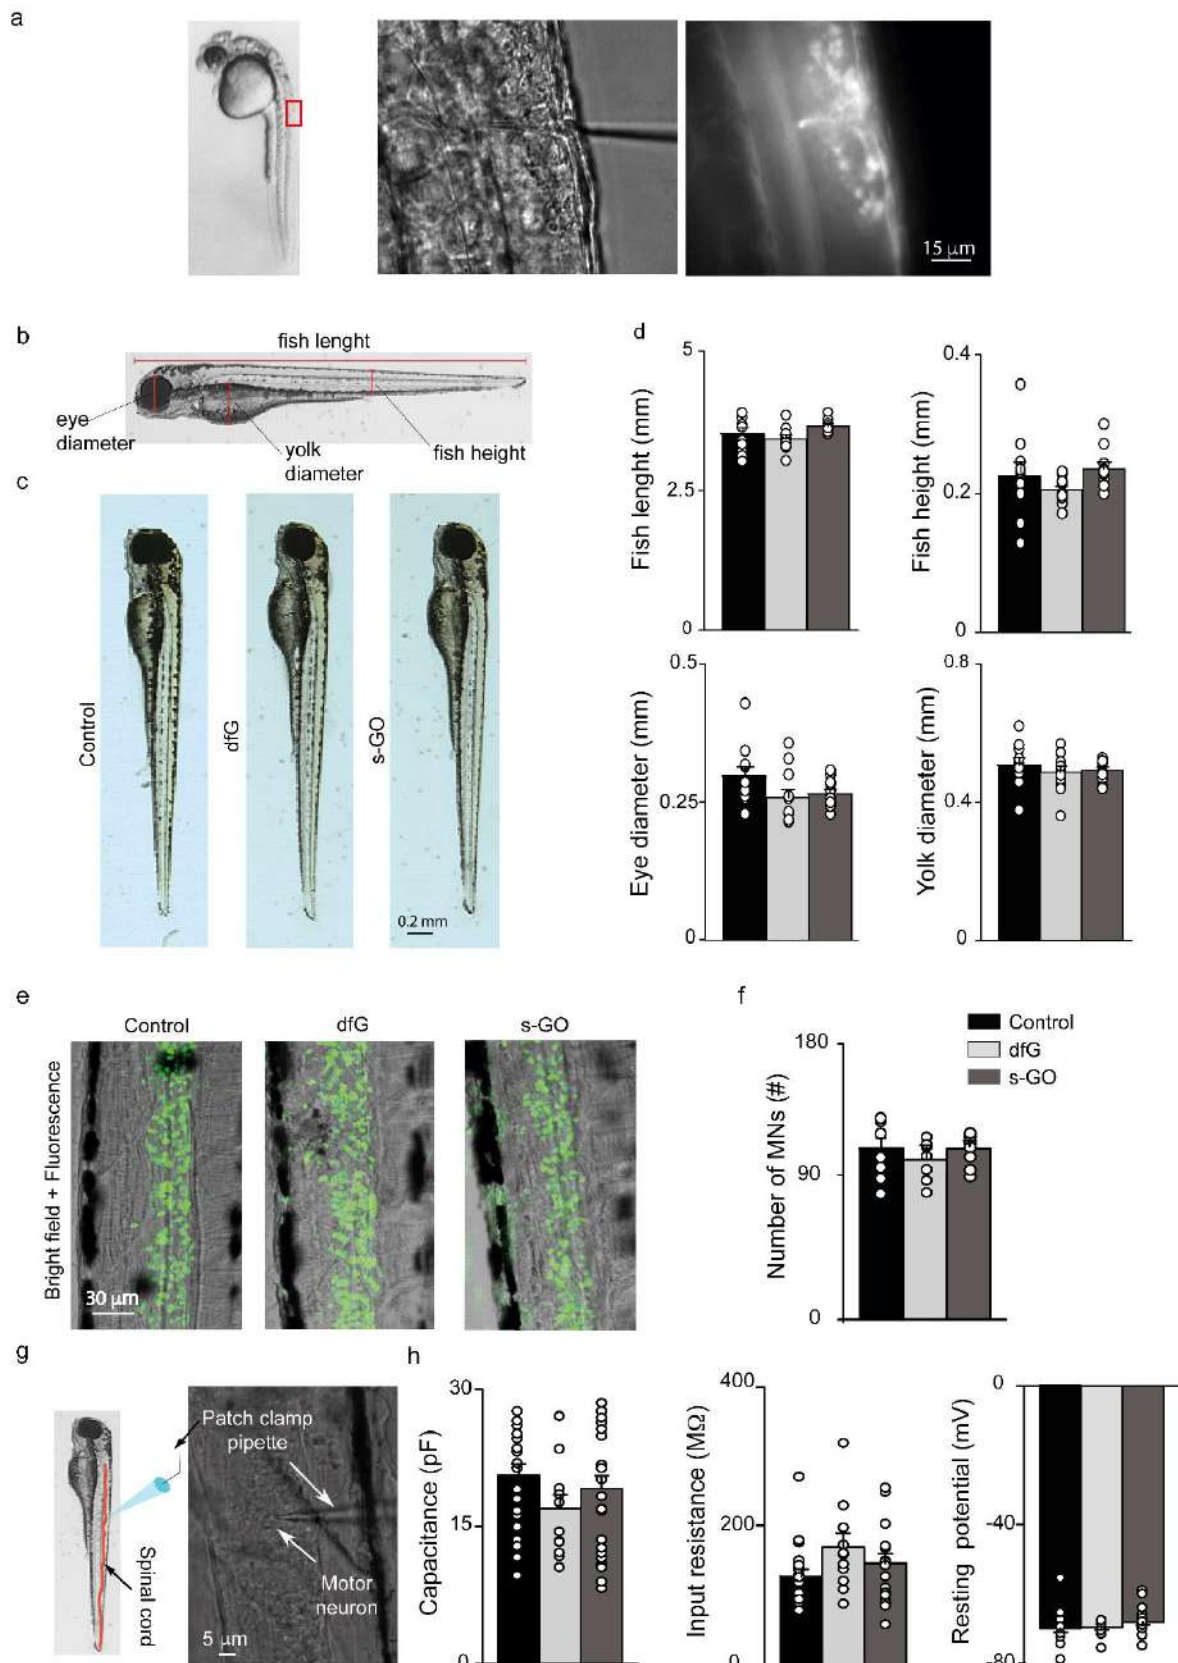 a
15 µm
b
fish lenght
eye
diameter
yolk
diameter
fish height
c
Control
dfG
s-GO
0.2 mm
d
Fish lenght (mm)
5
2.5
0
Fish height (mm)
0.4
0.2
0
Eye diameter (mm)
0.5
0.25
0
Yolk diameter (mm)
0.8
0.4
0
e
Control
dfG
s-GO
Bright field + Fluorescence
30 µm
f
Control
dfG
s-GO
Number of MNs (#)
180
90
0
g
Patch clamp
pipette
Spinal cord
Motor
neuron
5 µm
h
Capacitance (pF)
30
15
0
Input resistance (MΩ)
400
200
0
Resting potential (mV)
0
-40
-80